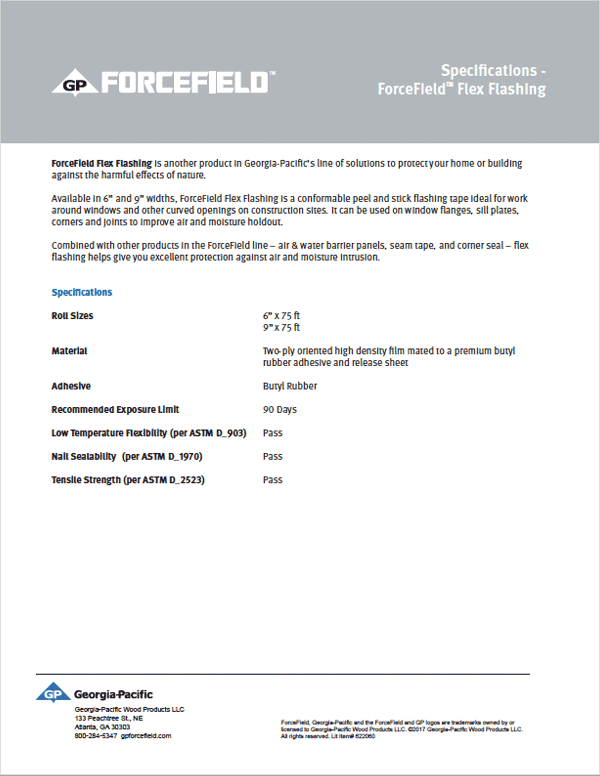 GP FORCEFIELD™
Specifications -
ForceField™ Flex Flashing
ForceField Flex Flashing is another product in Georgia-Pacific's line of solutions to protect your home or building
against the harmful effects of nature.
Available in 6" and 9" widths, ForceField Flex Flashing is a conformable peel and stick flashing tape ideal for work
around windows and other curved openings on construction sites. It can be used on window flanges, sill plates,
corners and joints to improve air and moisture holdout.
Combined with other products in the ForceField line – air & water barrier panels, seam tape, and corner seal – flex
flashing helps give you excellent protection against air and moisture intrusion.
Specifications
Roll Sizes 6" x 75 ft
9" x 75 ft
Material Two-ply oriented high density film mated to a premium butyl
rubber adhesive and release sheet
Adhesive Butyl Rubber
Recommended Exposure Limit 90 Days
Low Temperature Flexibility (per ASTM D_903) Pass
Nail Sealability (per ASTM D_1970) Pass
Tensile Strength (per ASTM D_2523) Pass
GP Georgia-Pacific
Georgia-Pacific Wood Products LLC
133 Peachtree St., NE
Atlanta, GA 30303
800-284-5347 gpforcefield.com
ForceField, Georgia-Pacific and the ForceField and GP logos are trademarks owned by or
licensed to Georgia-Pacific Wood Products LLC. ©2017 Georgia-Pacific Wood Products LLC.
All rights reserved. Lit Item# 622060